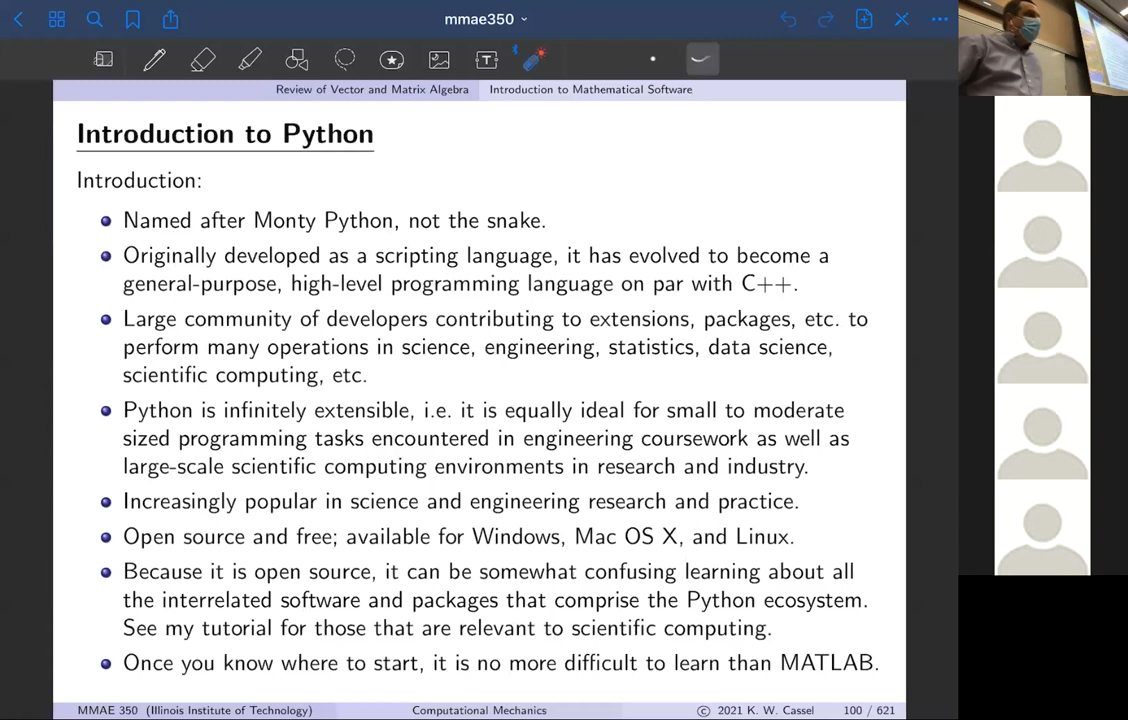 mmae350
T
Review of Vector and Matrix Algebra Introduction to Mathematical Software
Introduction to Python
Introduction:
Named after Monty Python, not the snake.
Originally developed as a scripting language, it has evolved to become a
general-purpose, high-level programming language on par with C++.
Large community of developers contributing to extensions, packages, etc. to
perform many operations in science, engineering, statistics, data science,
scientific computing, etc.
Python is infinitely extensible, i.e. it is equally ideal for small to moderate
sized programming tasks encountered in engineering coursework as well as
large-scale scientific computing environments in research and industry.
Increasingly popular in science and engineering research and practice.
Open source and free; available for Windows, Mac OS X, and Linux.
Because it is open source, it can be somewhat confusing learning about all
the interrelated software and packages that comprise the Python ecosystem.
See my tutorial for those that are relevant to scientific computing.
Once you know where to start, it is no more difficult to learn than MATLAB.
MMAE 350 (Illinois Institute of Technology) Computational Mechanics © 2021 K. W. Cassel 100 / 621